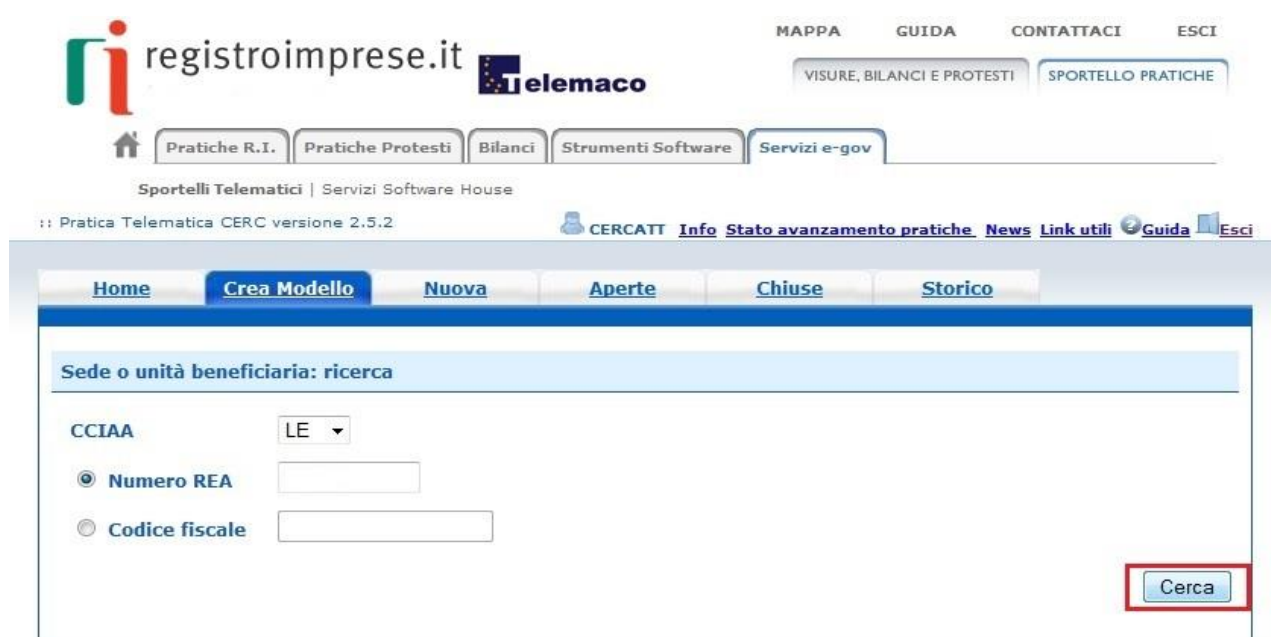 MAPPA GUIDA CONTATTACI ESCI
ri registroimprese.it Telemaco
VISURE, BILANCI E PROTESTI SPORTELLO PRATICHE
Pratiche R.I. Pratiche Protesti Bilanci Strumenti Software Servizi e-gov
Sportelli Telematici | Servizi Software House
:: Pratica Telematica CERC versione 2.5.2 CERCATT Info Stato avanzamento pratiche News Link utili ? Guida Esci
Home Crea Modello Nuova Aperte Chiuse Storico
Sede o unità beneficiaria: ricerca
CCIAA LE
Numero REA
Codice fiscale
Cerca